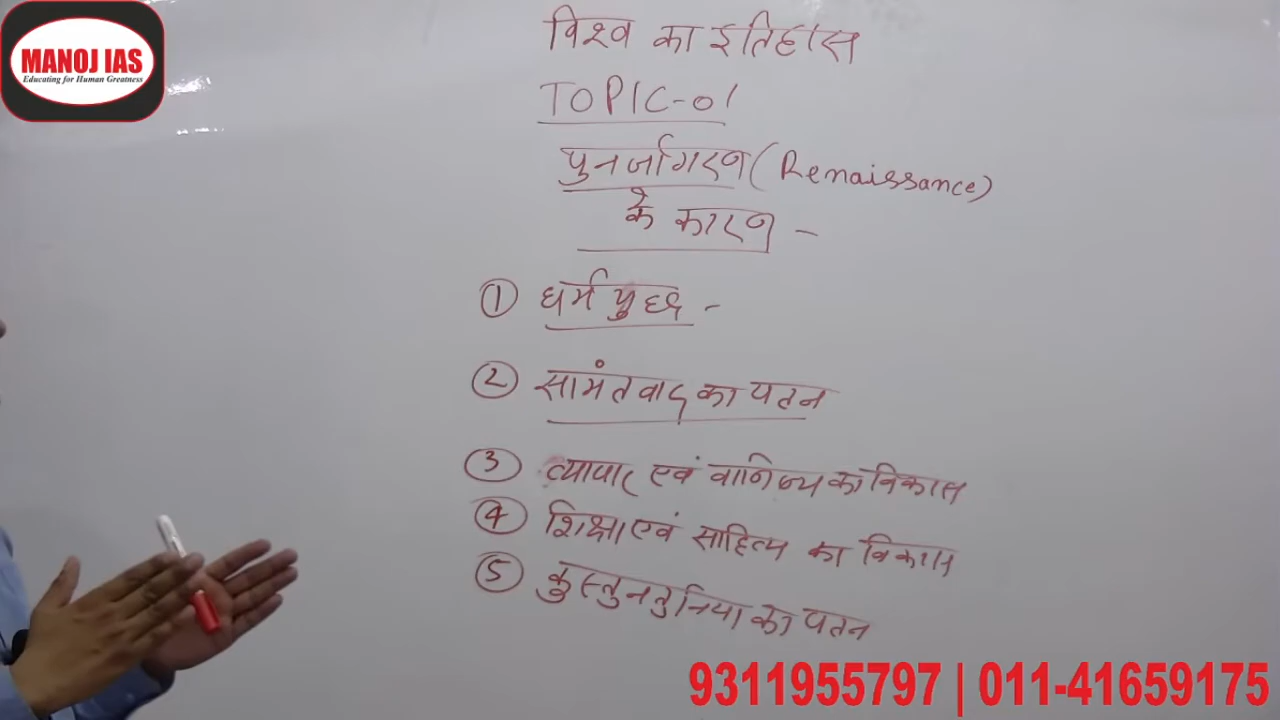 MANOJ IAS
Educating for Human Greatness
विश्व का इतिहास
TOPIC-01
पुनर्जागरण (Renaissance)
के कारण -
① धर्म युद्ध -
② सामंतवाद का पतन
③ व्यापार एवं वाणिज्य का विकास
④ शिक्षा एवं साहित्य का विकास
⑤ कुस्तुनतुनिया का पतन
9311955797 | 011-41659175